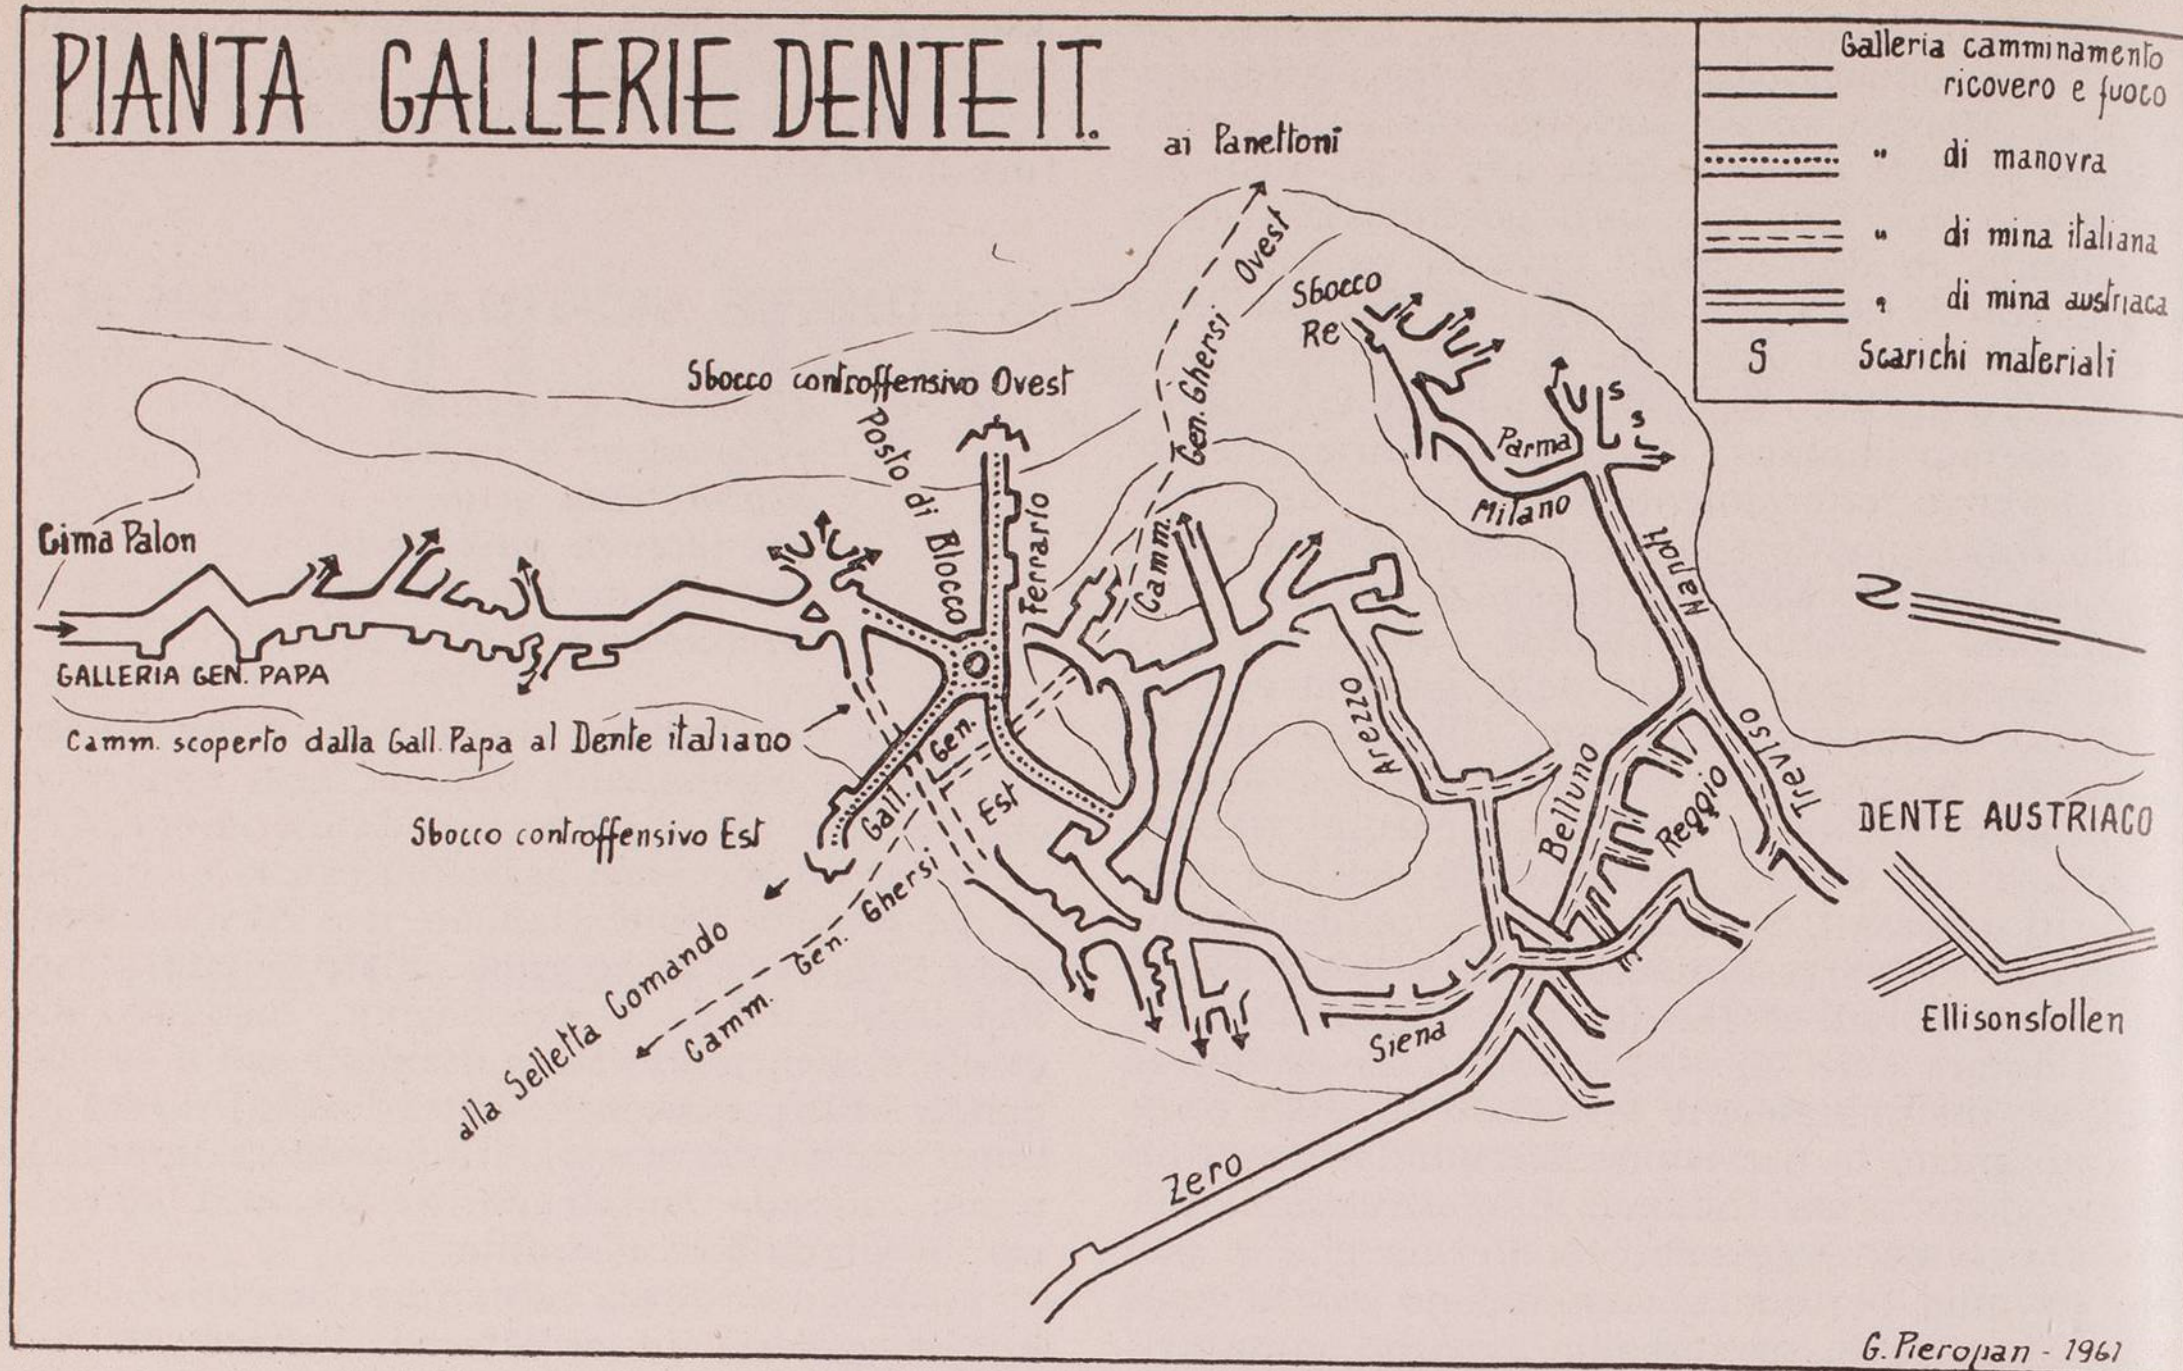 PIANTA GALLERIE DENTE IT.
Galleria camminamento
ricovero e fuoco
" di manovra
" di mina italiana
" di mina austriaca
S Scarichi materiali
ai Panettoni
Gen. Ghersi Ovest
Camm.
Sbocco
Re
Sbocco controffensivo Ovest
Posto di Blocco
Ferrario
Parma
S
S
Milano
Napoli
Cima Palon
GALLERIA GEN. PAPA
Camm. scoperto dalla Gall. Papa al Dente italiano
Arezzo
Treviso
Belluno
Reggio
N
DENTE AUSTRIACO
Sbocco controffensivo Est
Gall. Gen.
Est
alla Selletta Comando
Camm. Gen. Ghersi
Siena
Ellisonstollen
Zero
G. Pieropan - 1961